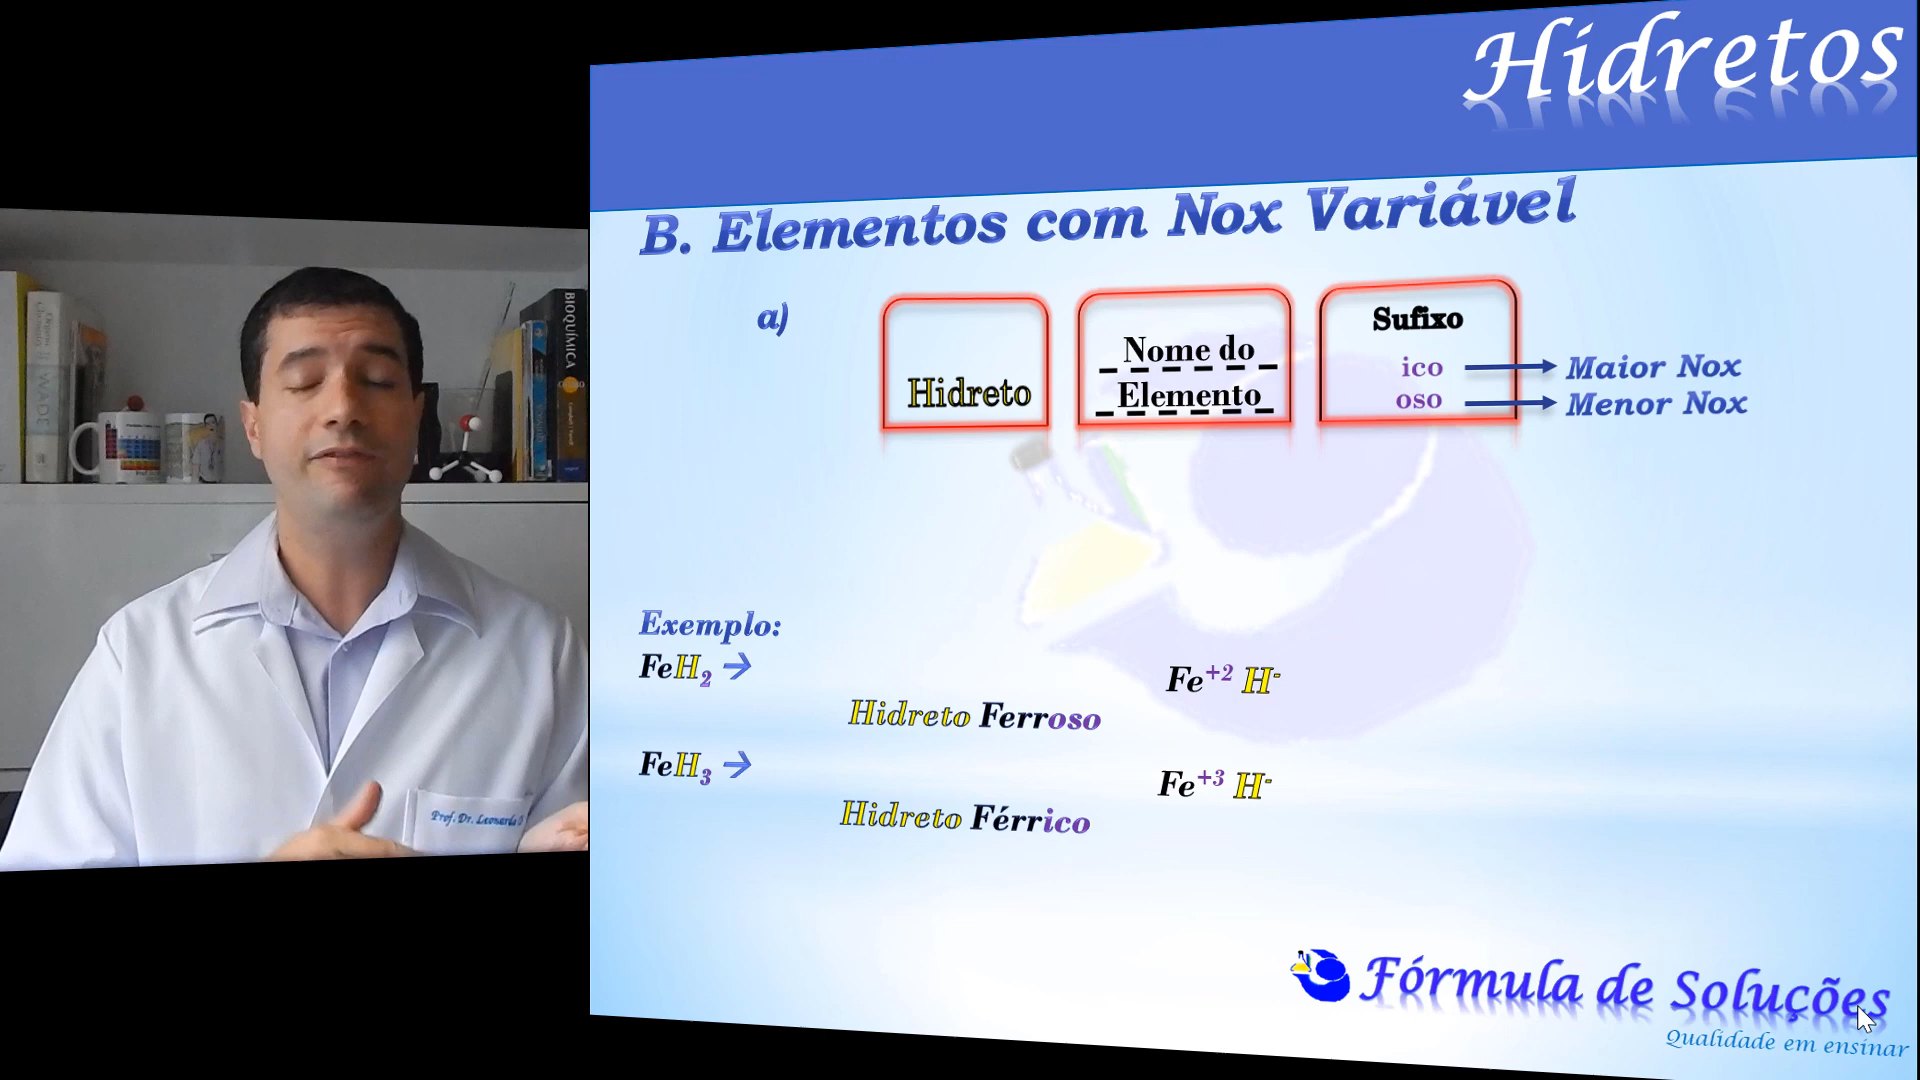 Hidretos
B. Elementos com Nox Variável
a)
Hidreto
Nome do
Elemento
Sufixo
ico → Maior Nox
oso → Menor Nox
Exemplo:
FeH₂ → Fe⁺² H⁻
Hidreto Ferroso
FeH₃ → Fe⁺³ H⁻
Hidreto Férrico
Fórmula de Soluções
Qualidade em ensinar
BIOQUÍMICA
WADE
Prof. Dr. Leonardo